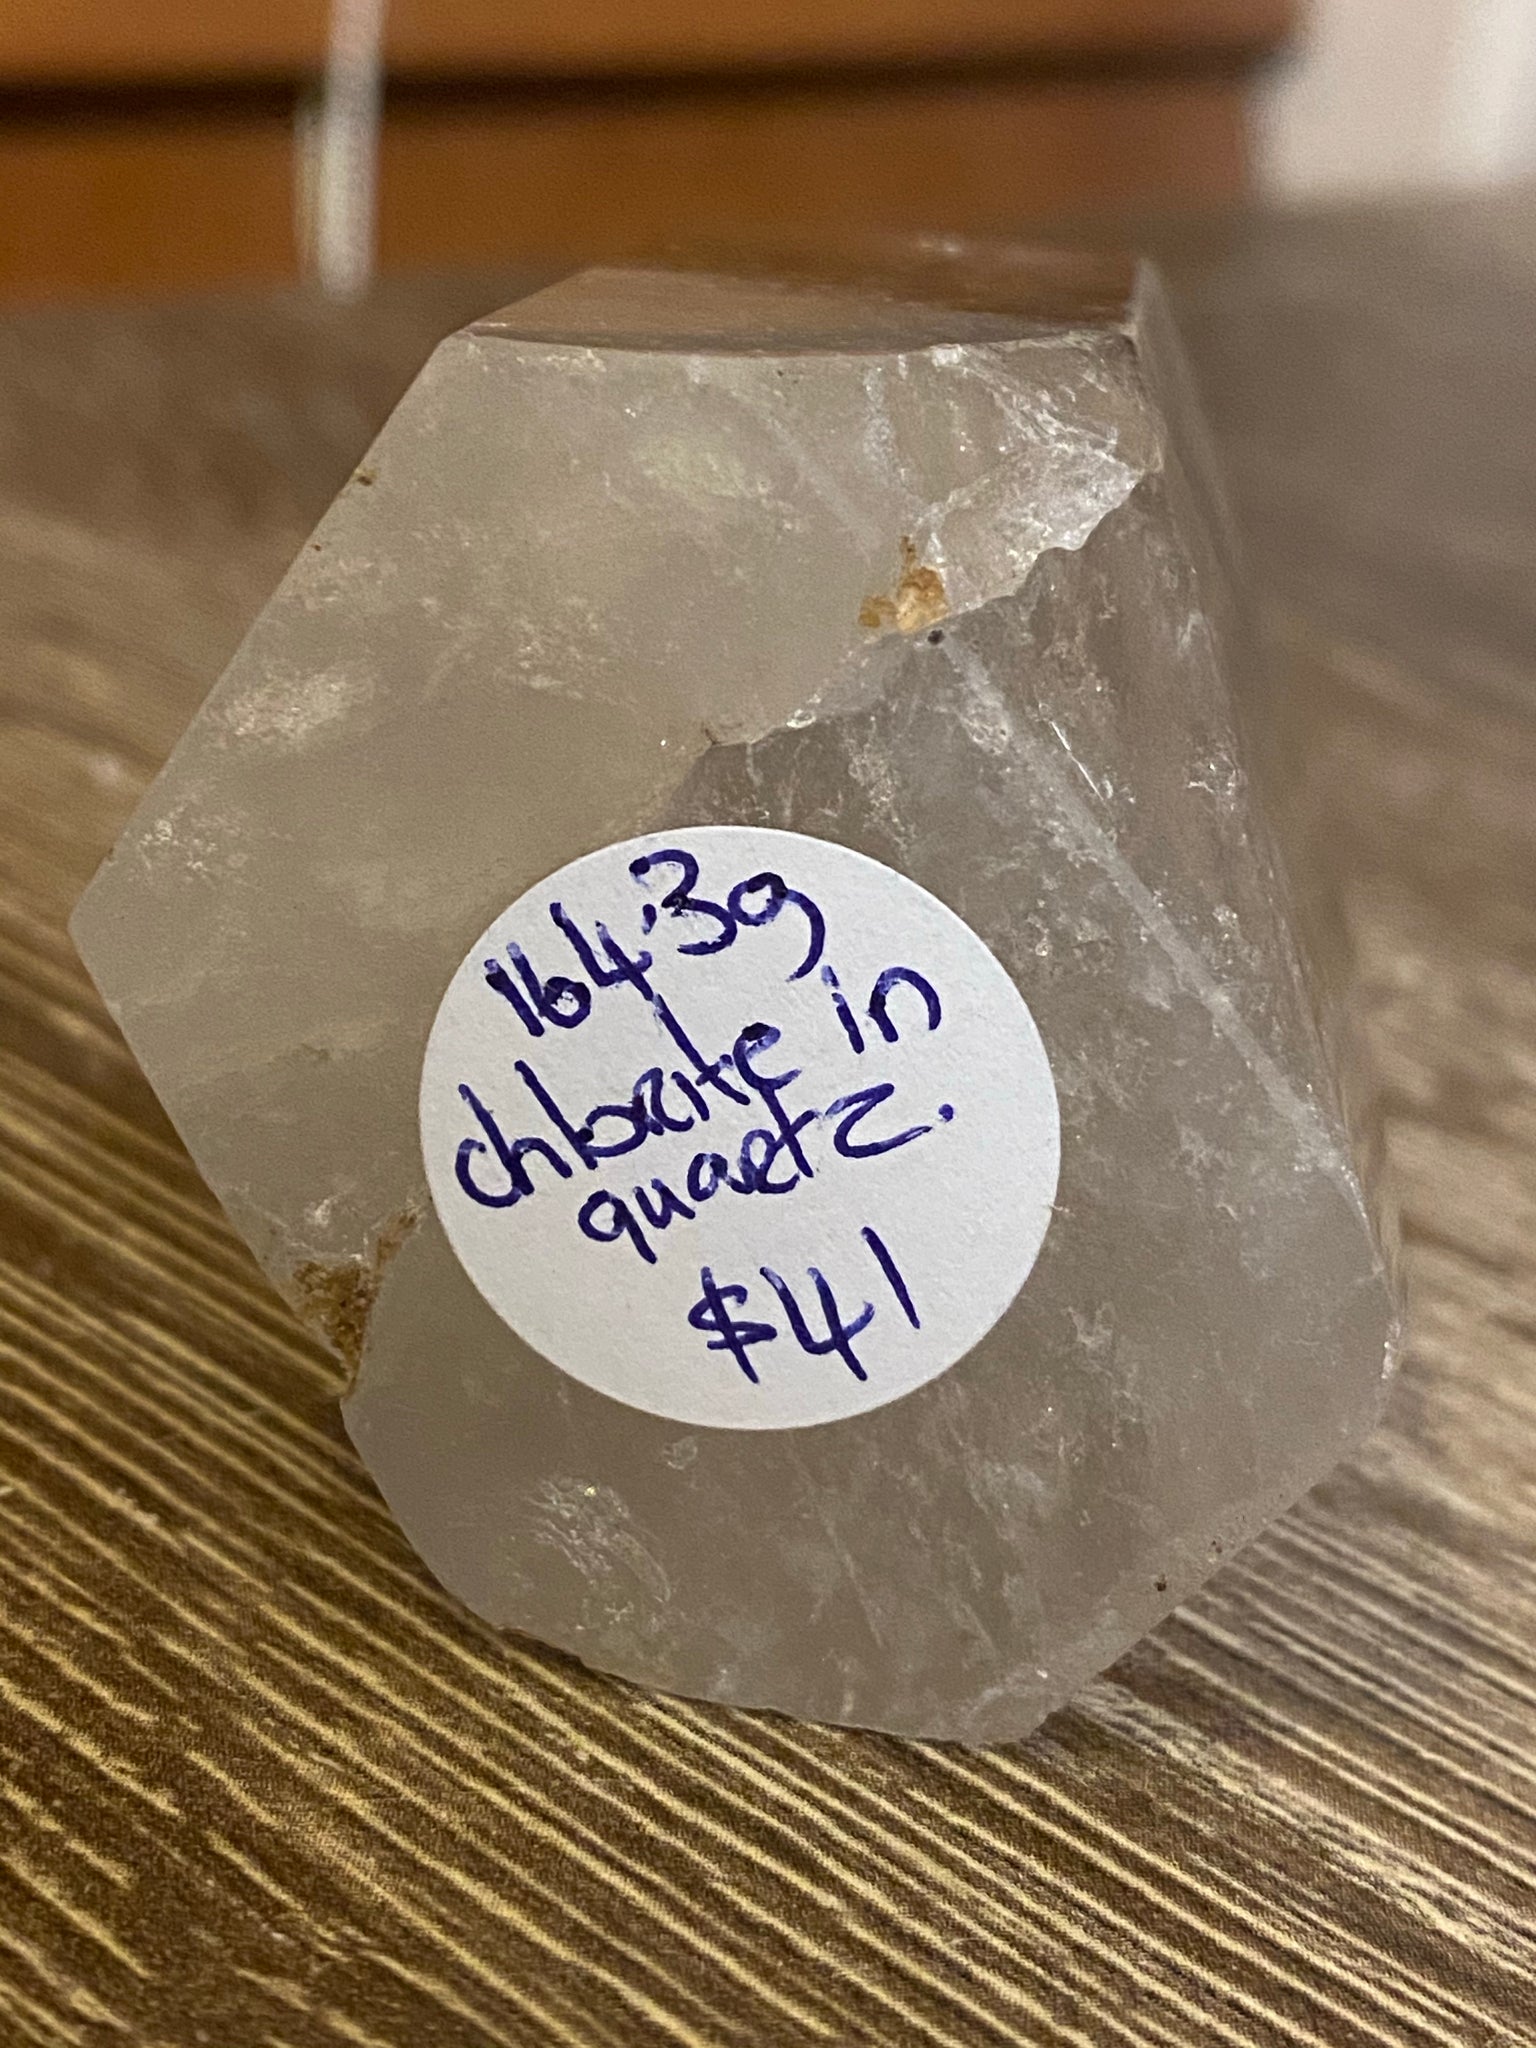 164.3g
chlorite in
quartz.
$41